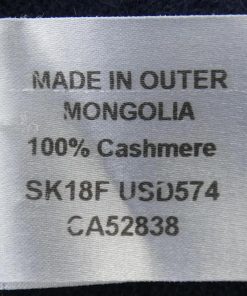 MADE IN OUTER
MONGOLIA
100% Cashmere
SK18F USD574
CA52838